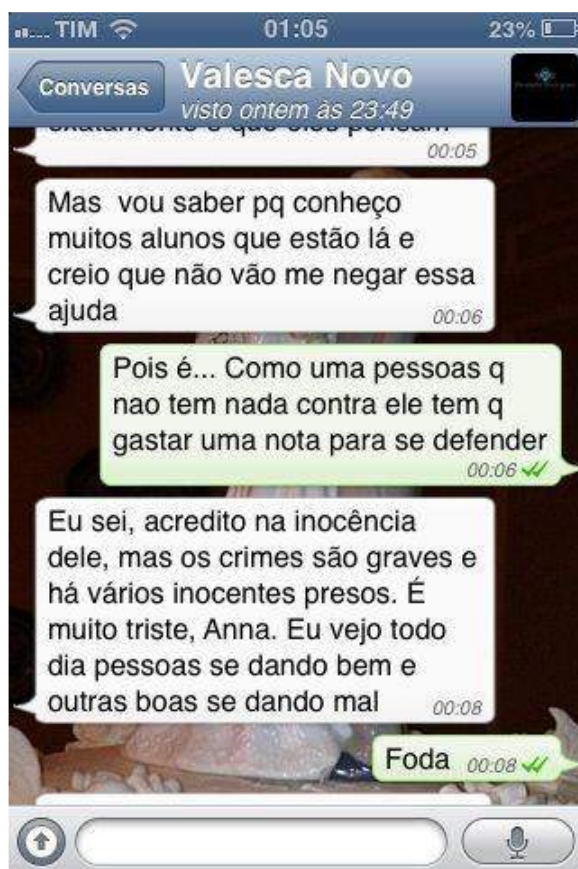 TIM 01:05 23%
Conversas Valesca Novo
visto ontem às 23:49
00:05
Mas vou saber pq conheço
muitos alunos que estão lá e
creio que não vão me negar essa
ajuda 00:06
Pois é... Como uma pessoas q
nao tem nada contra ele tem q
gastar uma nota para se defender
00:06
Eu sei, acredito na inocência
dele, mas os crimes são graves e
há vários inocentes presos. É
muito triste, Anna. Eu vejo todo
dia pessoas se dando bem e
outras boas se dando mal 00:08
Foda 00:08